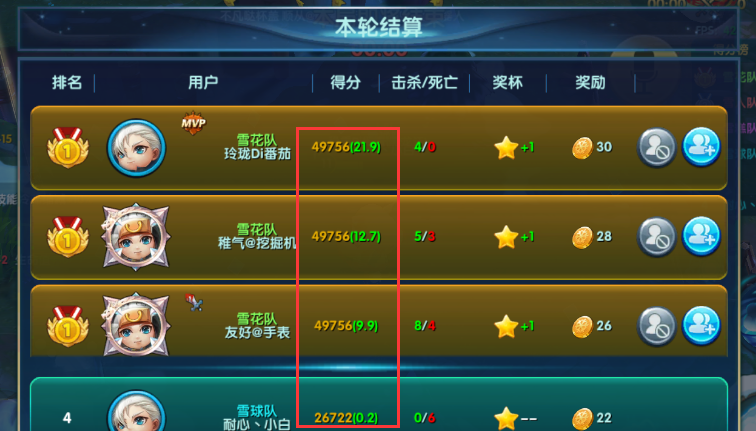 本轮结算
排名 用户 得分 击杀/死亡 奖杯 奖励
MVP
1 雪花队 49756(21.9) 4/0 +1 30
玲珑Di番茄
1 雪花队 49756(12.7) 5/3 +1 28
稚气@挖掘机
1 雪花队 49756(9.9) 8/4 +1 26
友好@手表
4 雪球队 26722(0.2) 0/6 -- 22
耐心丶小白